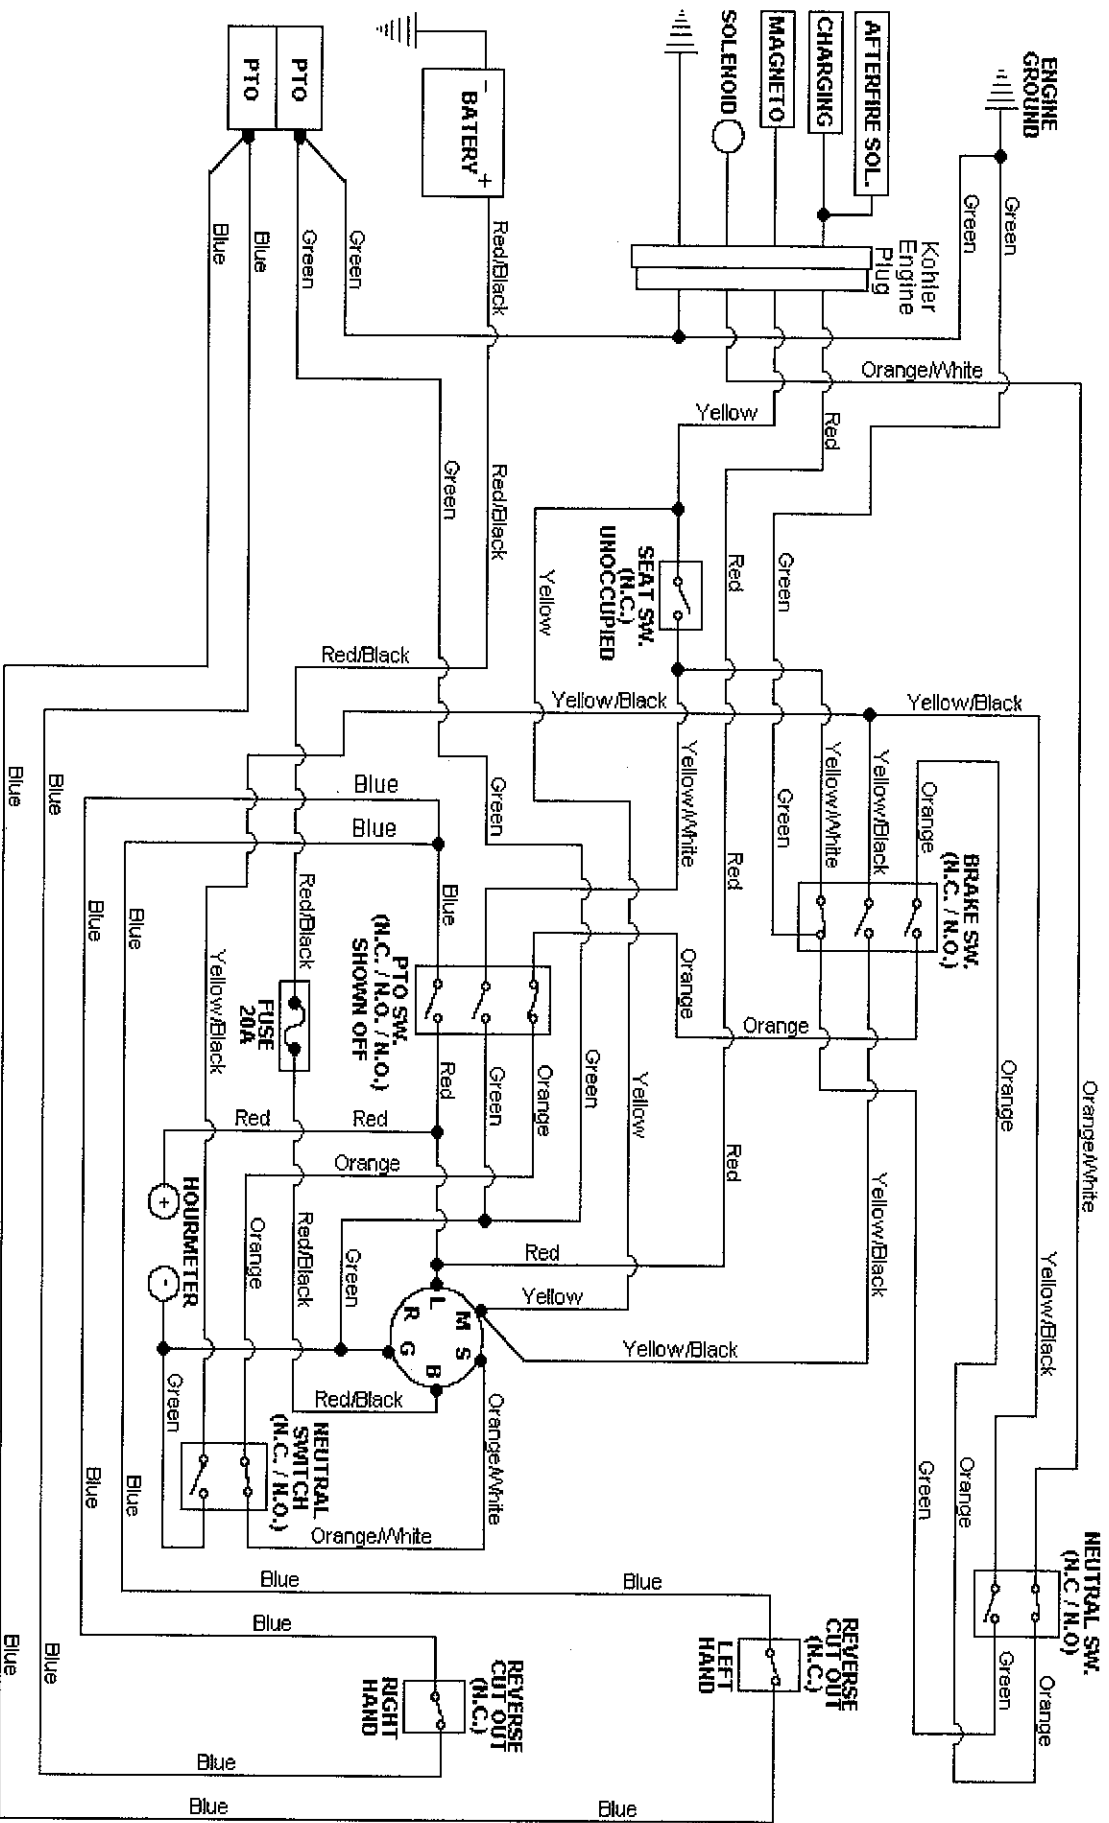 ENGINE
GROUND
AFTERFIRE SOL.
CHARGING
MAGNETO
SOLENOID
Kohler
Engine
Plug
BATERY
-
+
PTO
PTO
Green
Green
Orange/White
Yellow
Red
Red/Black
Green
Green
Blue
Blue
Green
Red/Black
Yellow
SEAT SW.
(N.C.)
UNOCCUPIED
Red
Green
Red/Black
Yellow/Black
Yellow/Black
Yellow/White
Green
Yellow/White
Yellow/Black
Orange
BRAKE SW.
(N.C. / N.O.)
Blue
Blue
Blue
Blue
Green
Red
Red/Black
Blue
Blue
Blue
Yellow/Black
FUSE
20A
PTO SW.
(N.C. / N.O. / N.O.)
SHOWN OFF
Orange
Orange
Orange
Orange/White
Red
Green
Orange
Green
Yellow
Red
Red
Red
Orange
HOURMETER
+
-
Orange
Red/Black
Green
Red
Yellow
Yellow/Black
Yellow/Black
Yellow/Black
L
M
S
B
G
R
Green
Red/Black
Orange/White
NEUTRAL
SWITCH
(N.C. / N.O.)
Orange/White
Green
Orange
NEUTRAL SW.
(N.C / N.O)
Green
Orange
Blue
Blue
Blue
Blue
Blue
REVERSE
CUT OUT
(N.C.)
LEFT
HAND
REVERSE
CUT OUT
(N.C.)
RIGHT
HAND
Blue
Blue
Blue
Blue
Blue